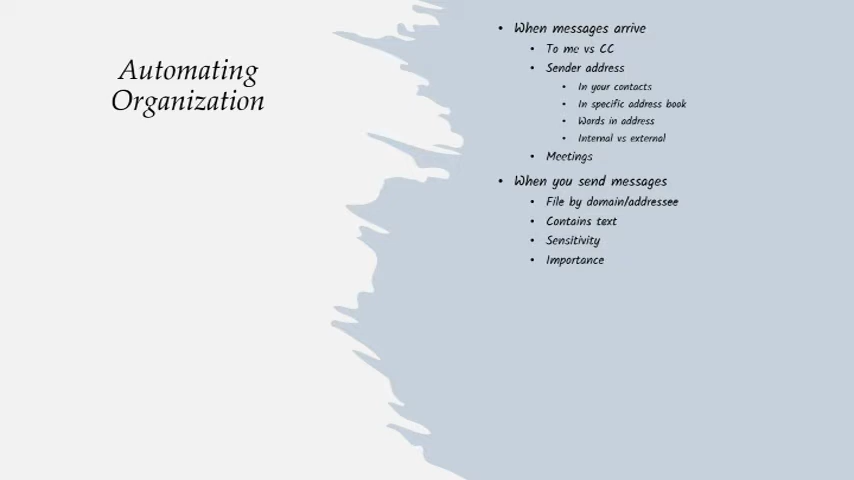 Automating
Organization
• When messages arrive
• To me vs CC
• Sender address
• In your contacts
• In specific address book
• Words in address
• Internal vs external
• Meetings
• When you send messages
• File by domain/addressee
• Contains text
• Sensitivity
• Importance